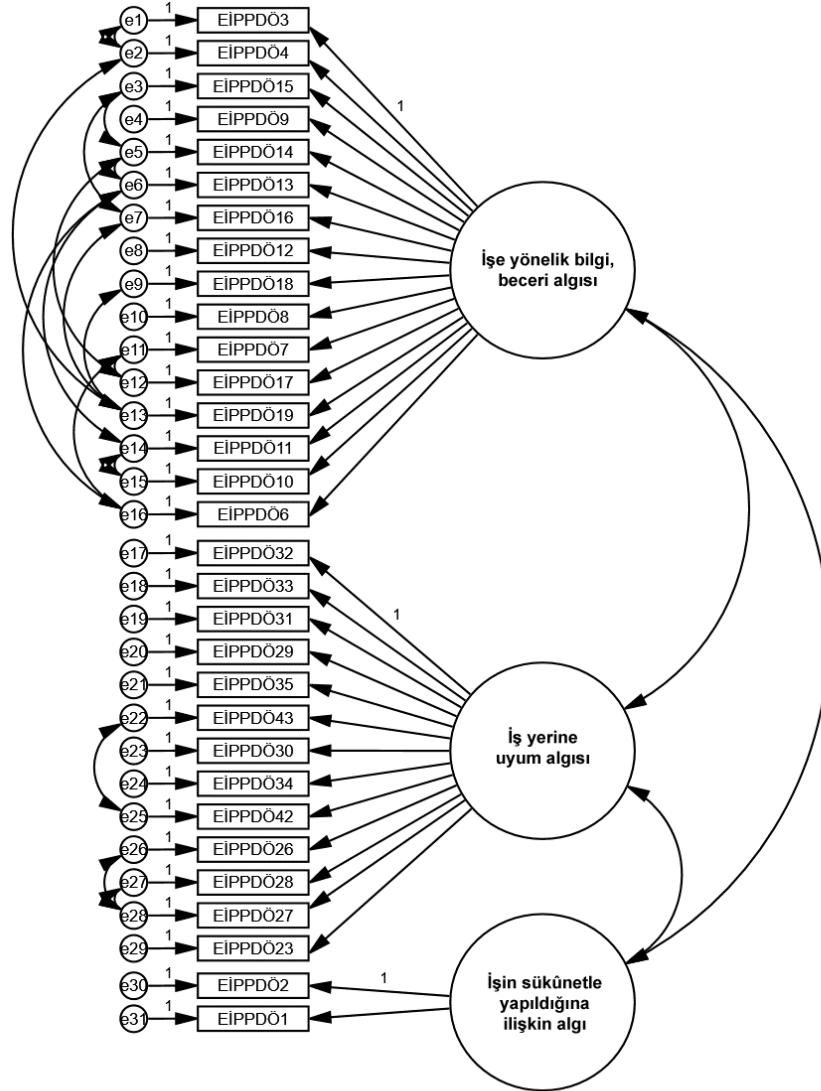 e1 1 EİPPDÖ3
e2 1 EİPPDÖ4
e3 1 EİPPDÖ15
e4 1 EİPPDÖ9
e5 1 EİPPDÖ14
e6 1 EİPPDÖ13
e7 1 EİPPDÖ16
e8 1 EİPPDÖ12
e9 1 EİPPDÖ18
e10 1 EİPPDÖ8
e11 1 EİPPDÖ7
e12 1 EİPPDÖ17
e13 1 EİPPDÖ19
e14 1 EİPPDÖ11
e15 1 EİPPDÖ10
e16 1 EİPPDÖ6
1
İşe yönelik bilgi,
beceri algısı
e17 1 EİPPDÖ32
e18 1 EİPPDÖ33
e19 1 EİPPDÖ31
e20 1 EİPPDÖ29
e21 1 EİPPDÖ35
e22 1 EİPPDÖ43
e23 1 EİPPDÖ30
e24 1 EİPPDÖ34
e25 1 EİPPDÖ42
e26 1 EİPPDÖ26
e27 1 EİPPDÖ28
e28 1 EİPPDÖ27
e29 1 EİPPDÖ23
1
İş yerine
uyum algısı
e30 1 EİPPDÖ2
e31 1 EİPPDÖ1
1
İşin sükûnetle
yapıldığına
ilişkin algı